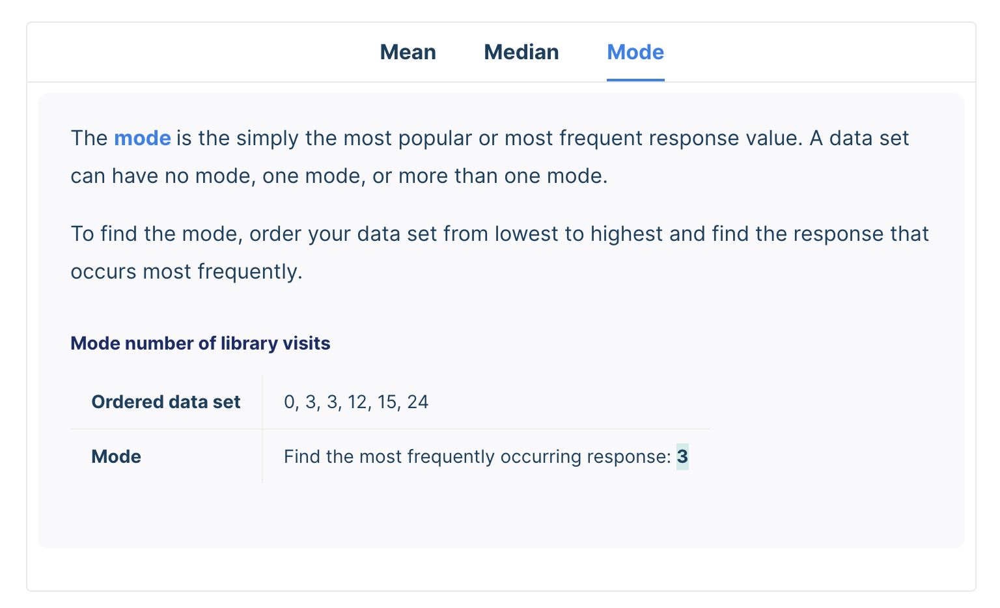 Mean Median Mode
The mode is the simply the most popular or most frequent response value. A data set
can have no mode, one mode, or more than one mode.
To find the mode, order your data set from lowest to highest and find the response that
occurs most frequently.
Mode number of library visits
Ordered data set 0, 3, 3, 12, 15, 24
Mode Find the most frequently occurring response: 3